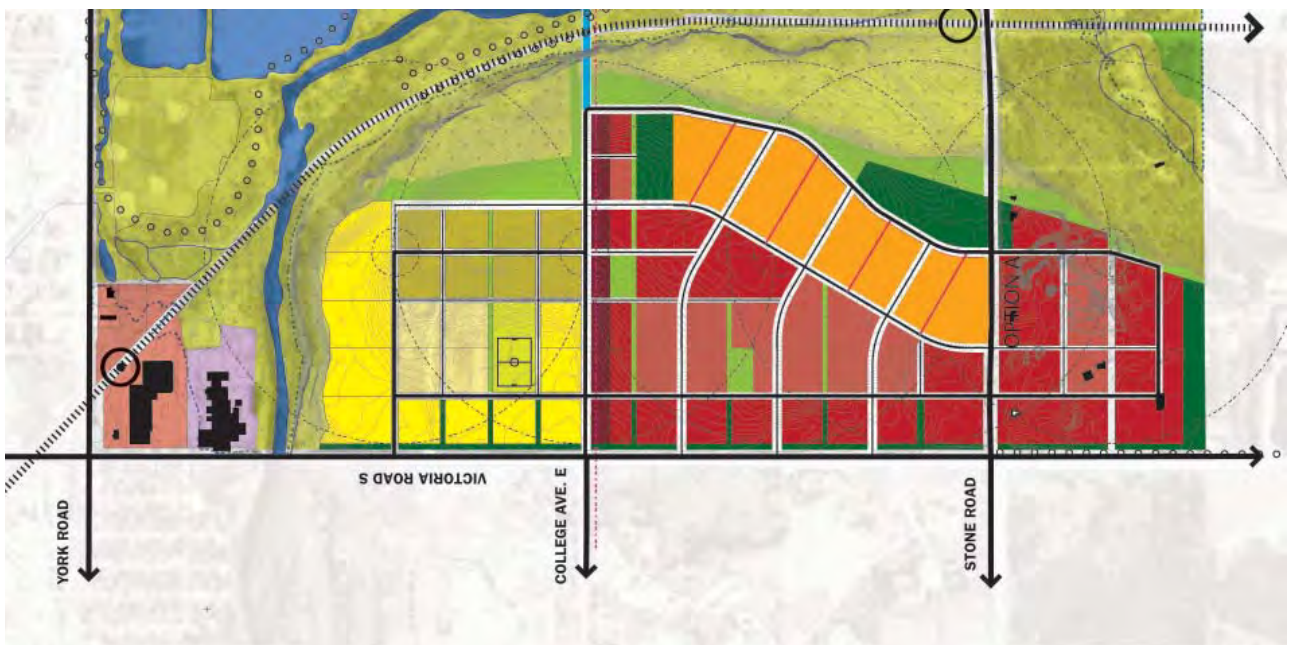 OPTION A
VICTORIA ROAD S
YORK ROAD
COLLEGE AVE. E
STONE ROAD